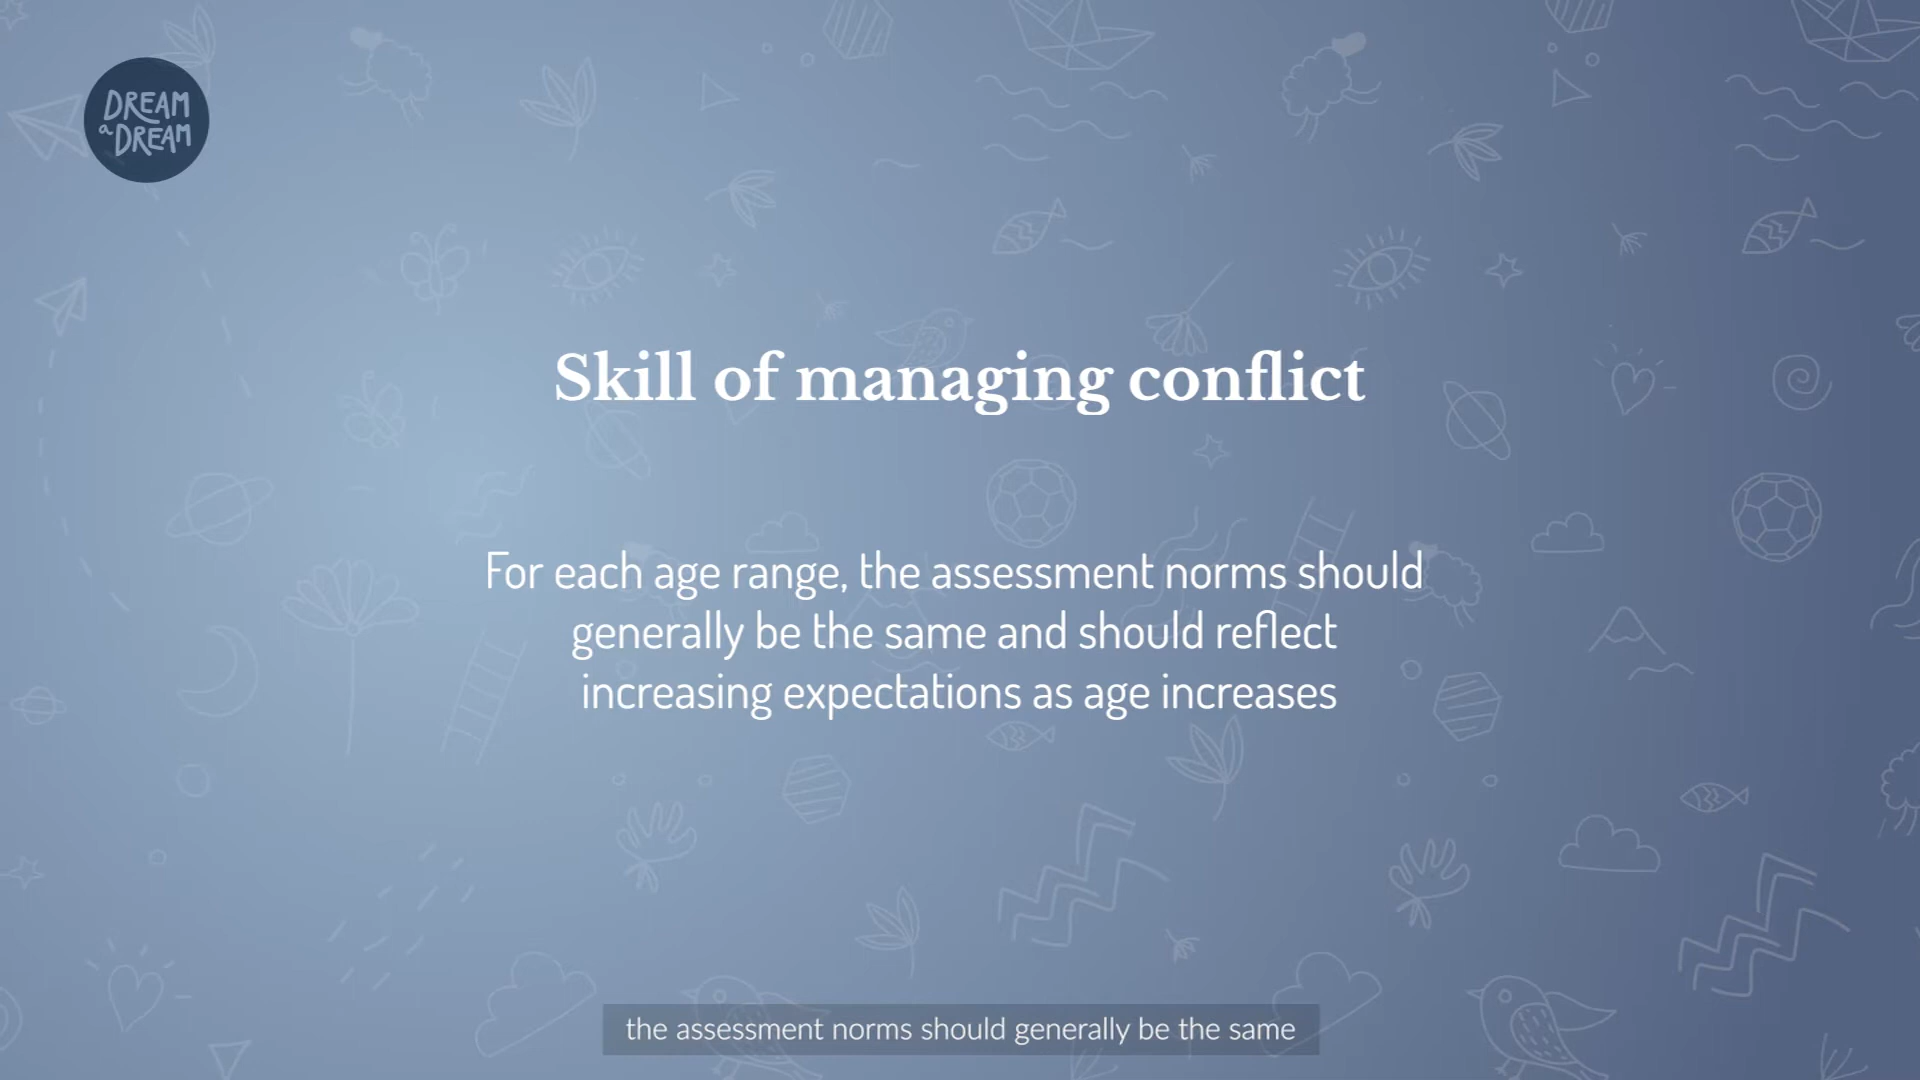 DREAM
a DREAM
Skill of managing conflict
For each age range, the assessment norms should
generally be the same and should reflect
increasing expectations as age increases
the assessment norms should generally be the same